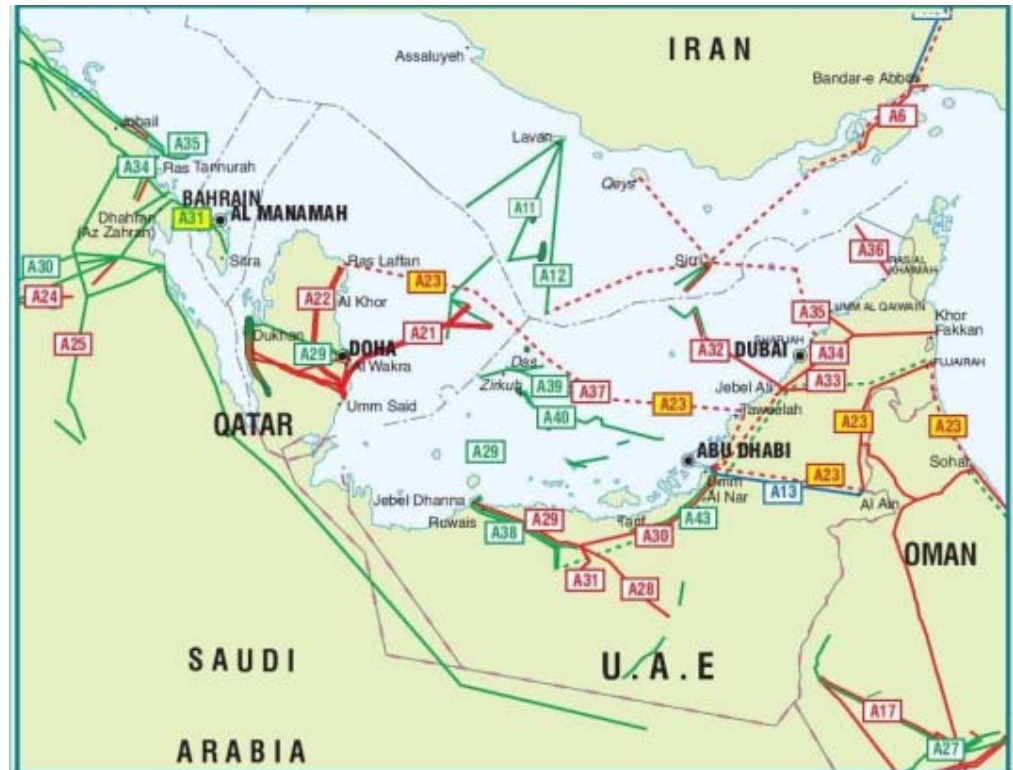 IRAN
Assaluyeh
Bandar-e Abbas
A6
Jubail
A35
Lavan
A34
Ras Tannurah
Qeys
BAHRAIN
A11
Dhahran
(Az Zahran)
A31
AL MANAMAH
A36
Sitra
Ras Laffan
Sirri
RAS AL
KHAIMAH
A30
A23
A12
A24
A22
Al Khor
A35
UMM AL QAIWAIN
Khor
Fakkan
A25
Dukhan
A21
A32
SHARJAH
A29
DOHA
DUBAI
A34
Al Wakra
Das
FUJAIRAH
Zirkuh
A39
A37
Jebel Ali
A33
Umm Said
A23
Taweelah
QATAR
A40
A23
A23
A29
ABU DHABI
Sohar
A23
Umm
Al Nar
A13
Jebel Dhanna
Al Ain
Ruwais
A29
Tarif
A43
A38
A30
OMAN
A31
A28
SAUDI
U.A.E
A17
ARABIA
A27